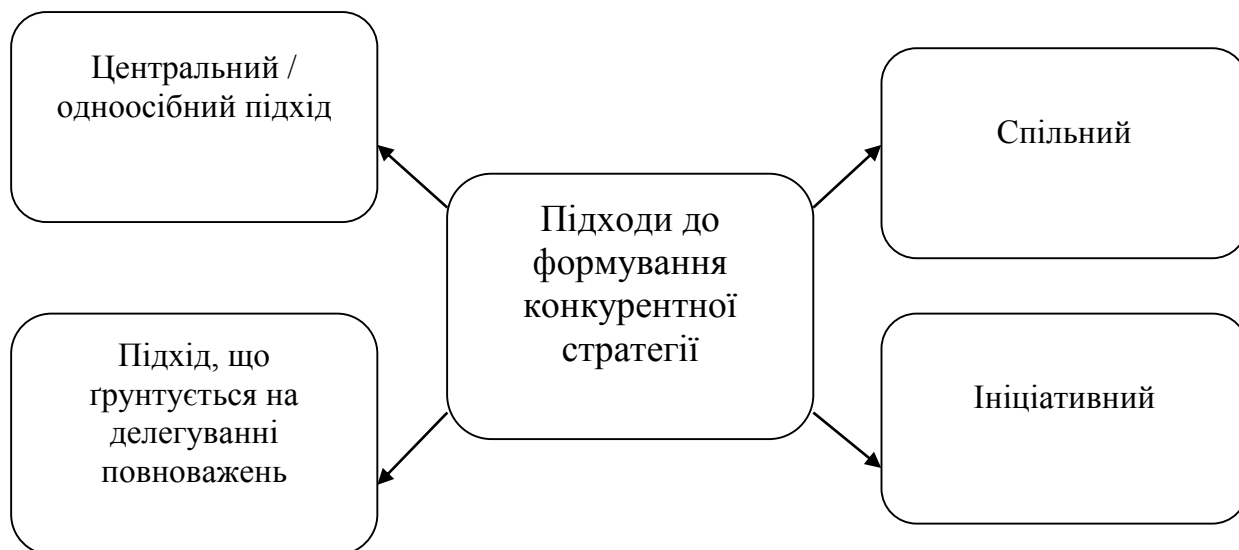 Центральний /
одноосібний підхід
Спільний
Підходи до
формування
конкурентної
стратегії
Підхід, що
ґрунтується на
делегуванні
повноважень
Ініціативний